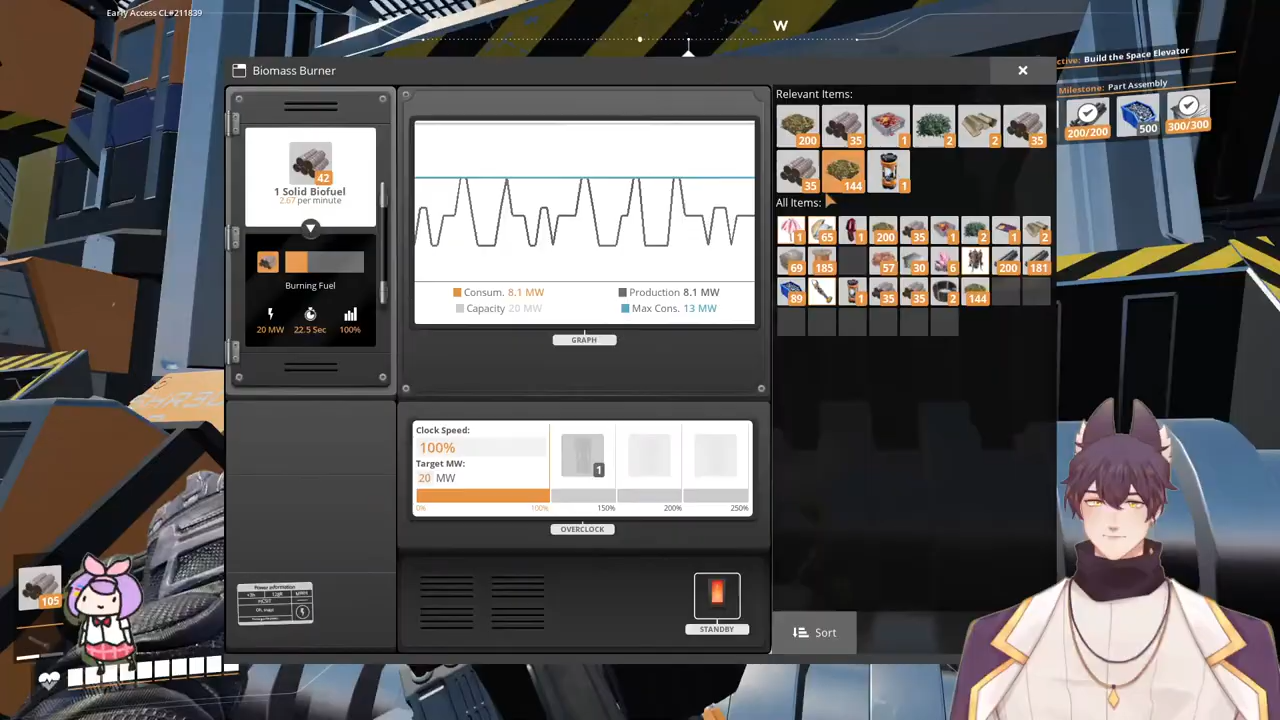 Early Access CL#211839
W
ctive: Build the Space Elevator
Milestone: Part Assembly
200/200
500
300/300
Biomass Burner
42
1 Solid Biofuel
2.67 per minute
Burning Fuel
20 MW
22.5 Sec
100%
Consum. 8.1 MW
Production 8.1 MW
Capacity 20 MW
Max Cons. 13 MW
GRAPH
Clock Speed:
100%
Target MW:
20 MW
1
0%
100%
150%
200%
250%
OVERCLOCK
STANDBY
Power Information
Relevant Items:
200
35
1
2
2
35
35
144
1
All Items:
1
65
1
200
35
1
2
1
2
69
185
57
30
6
200
181
89
1
35
35
2
144
Sort
105